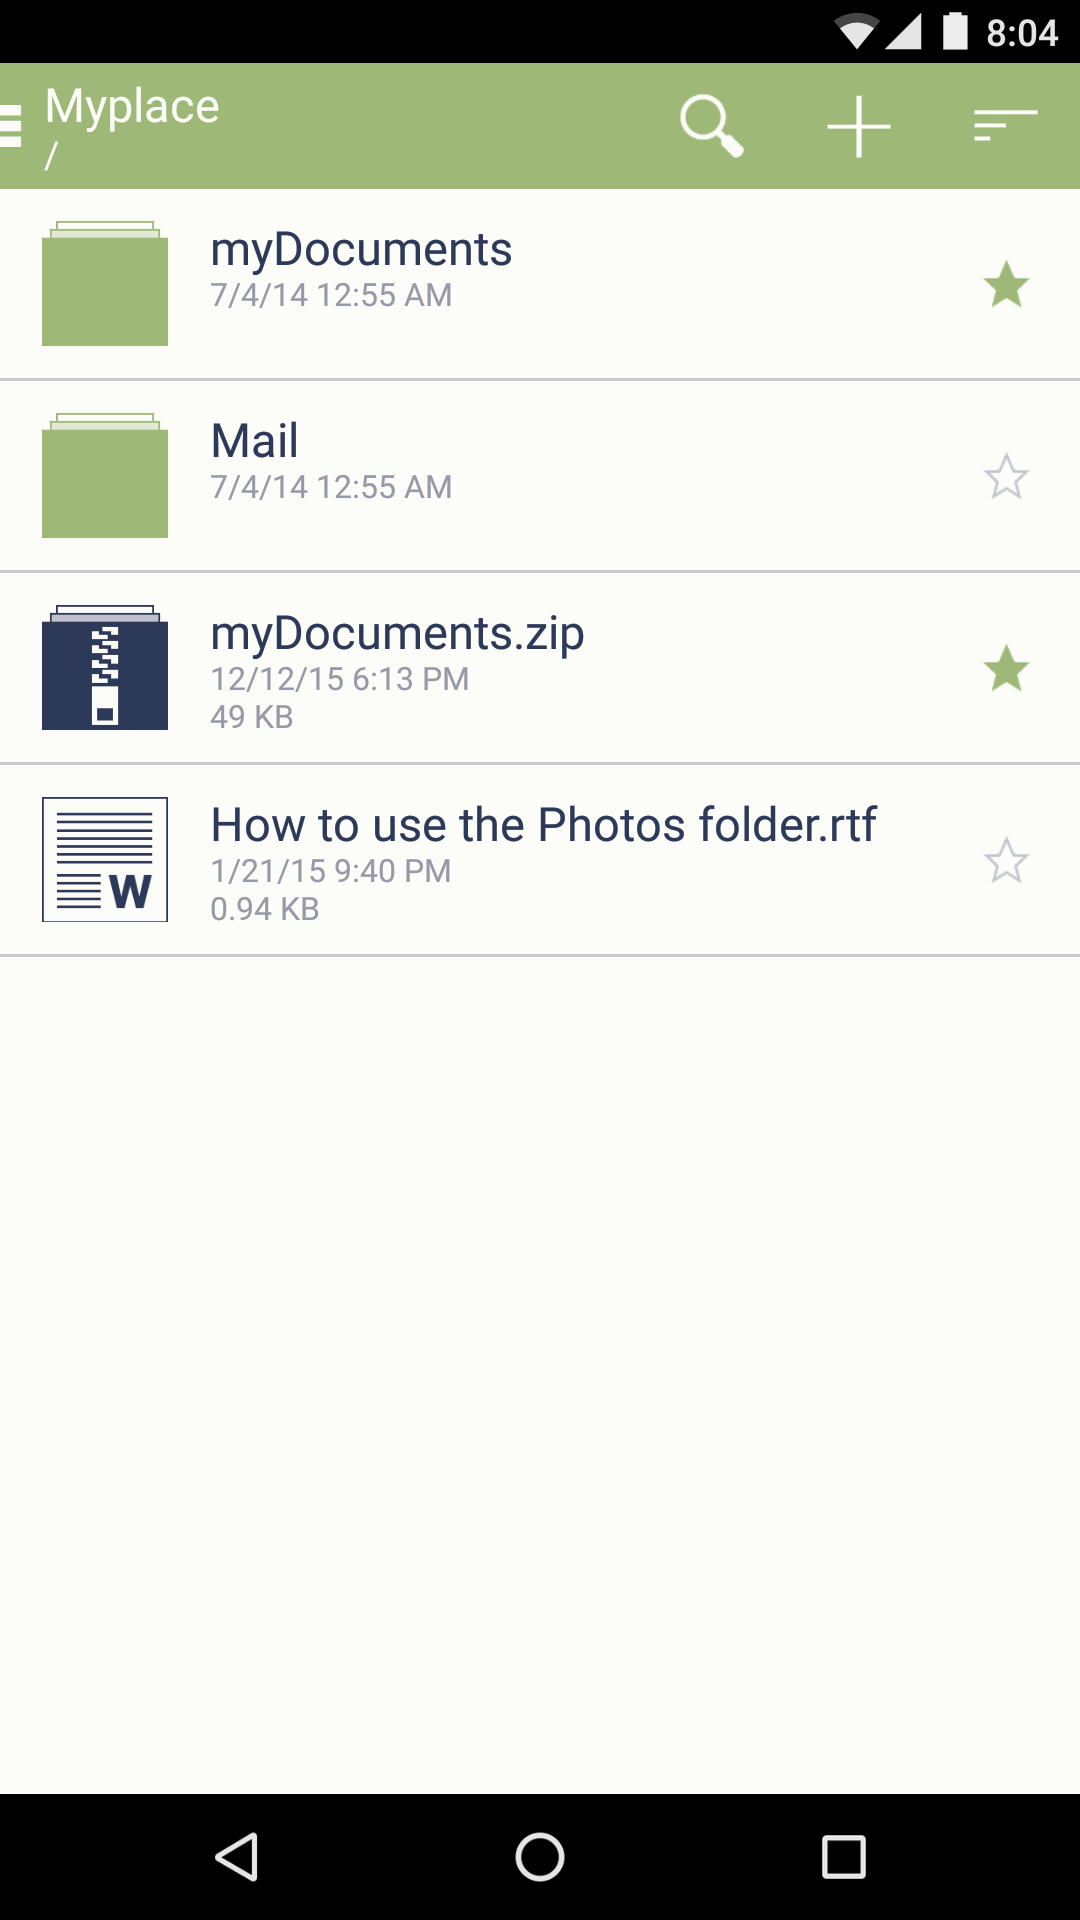 8:04
Myplace
/
myDocuments
7/4/14 12:55 AM
Mail
7/4/14 12:55 AM
myDocuments.zip
12/12/15 6:13 PM
49 KB
How to use the Photos folder.rtf
1/21/15 9:40 PM
0.94 KB
W